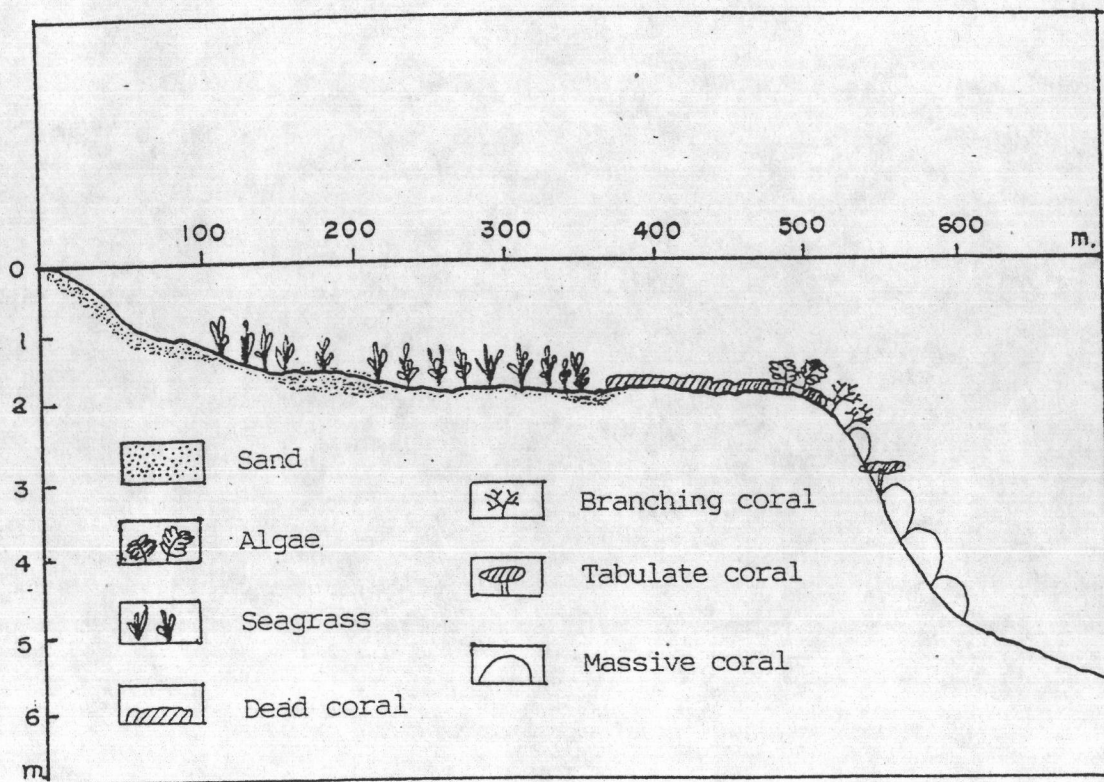 100 200 300 400 500 600 m.
0
1
2
3
4
5
6
m.
Sand
Algae
Seagrass
Dead coral
Branching coral
Tabulate coral
Massive coral